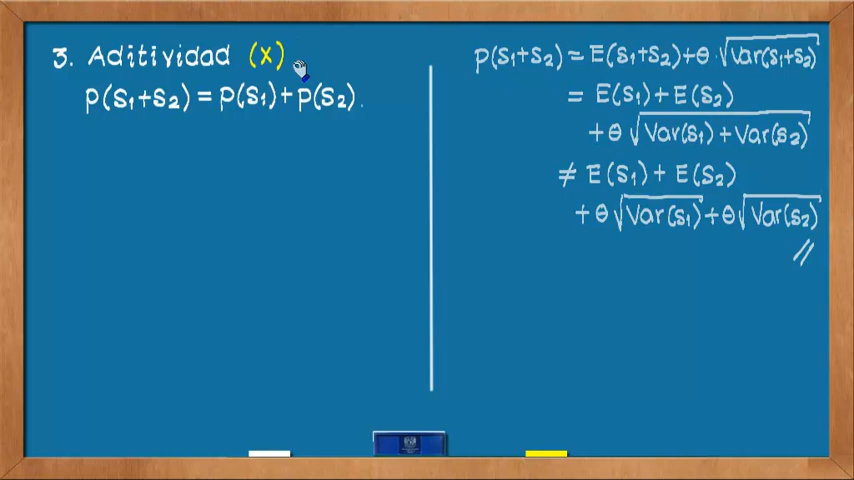 3. Aditividad (X)
p(S₁+S₂) = p(S₁) + p(S₂).
p(S₁+S₂) = E(S₁+S₂) + θ · √Var(S₁+S₂)
= E(S₁) + E(S₂)
+ θ √Var(S₁) + Var(S₂)
≠ E(S₁) + E(S₂)
+ θ √Var(S₁) + θ √Var(S₂)
//